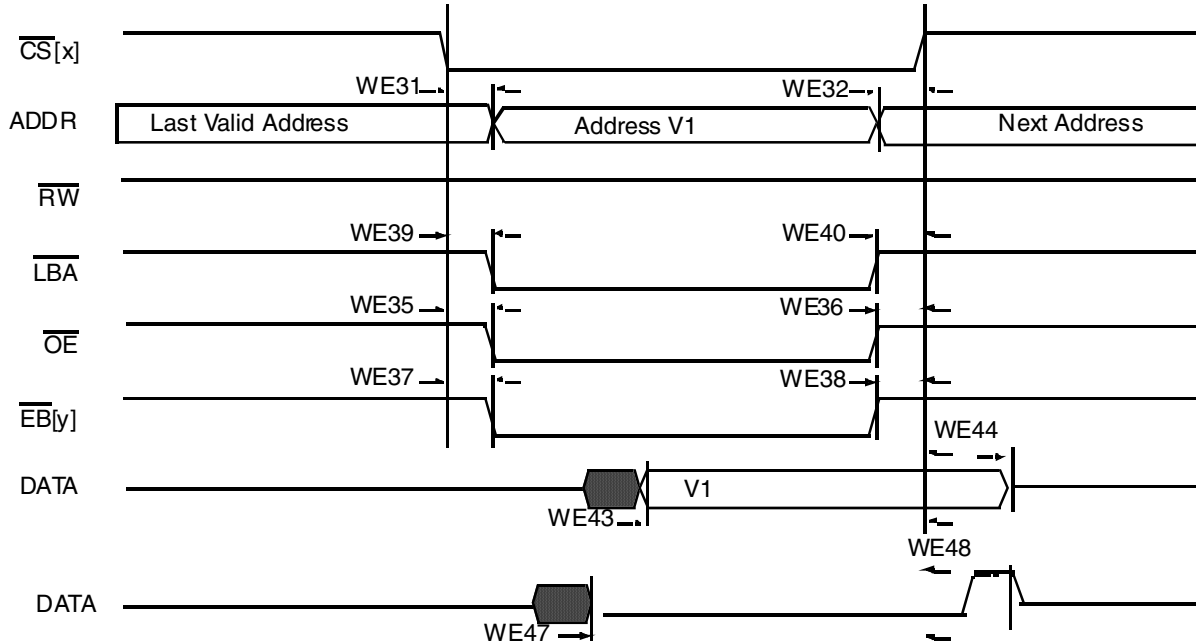 CS[x]
WE31
WE32
ADDR
Last Valid Address
Address V1
Next Address
RW
WE39
WE40
LBA
WE35
WE36
OE
WE37
WE38
EB[y]
WE44
DATA
V1
WE43
WE48
DATA
WE47